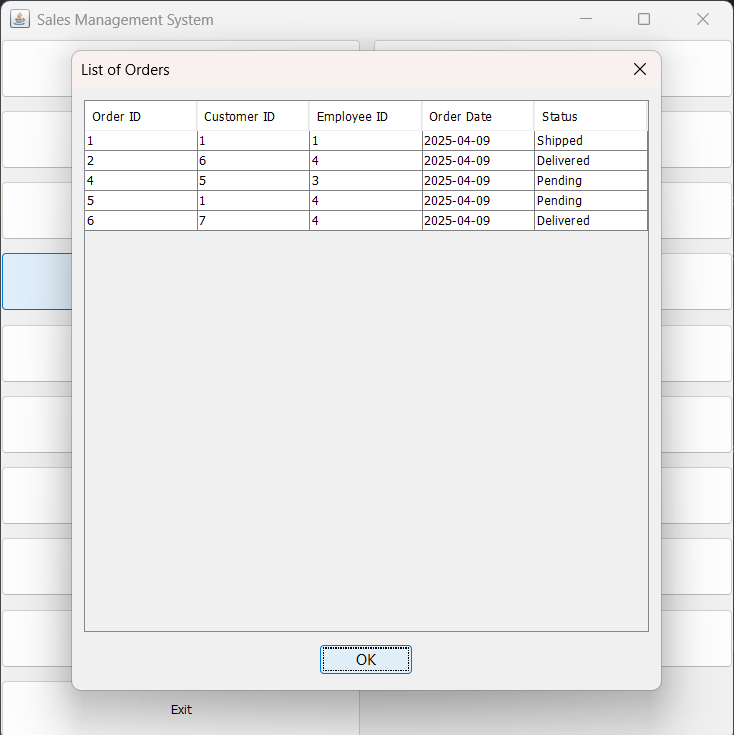 Sales Management System
List of Orders
Order ID Customer ID Employee ID Order Date Status
1 1 1 2025-04-09 Shipped
2 6 4 2025-04-09 Delivered
4 5 3 2025-04-09 Pending
5 1 4 2025-04-09 Pending
6 7 4 2025-04-09 Delivered
OK
Exit